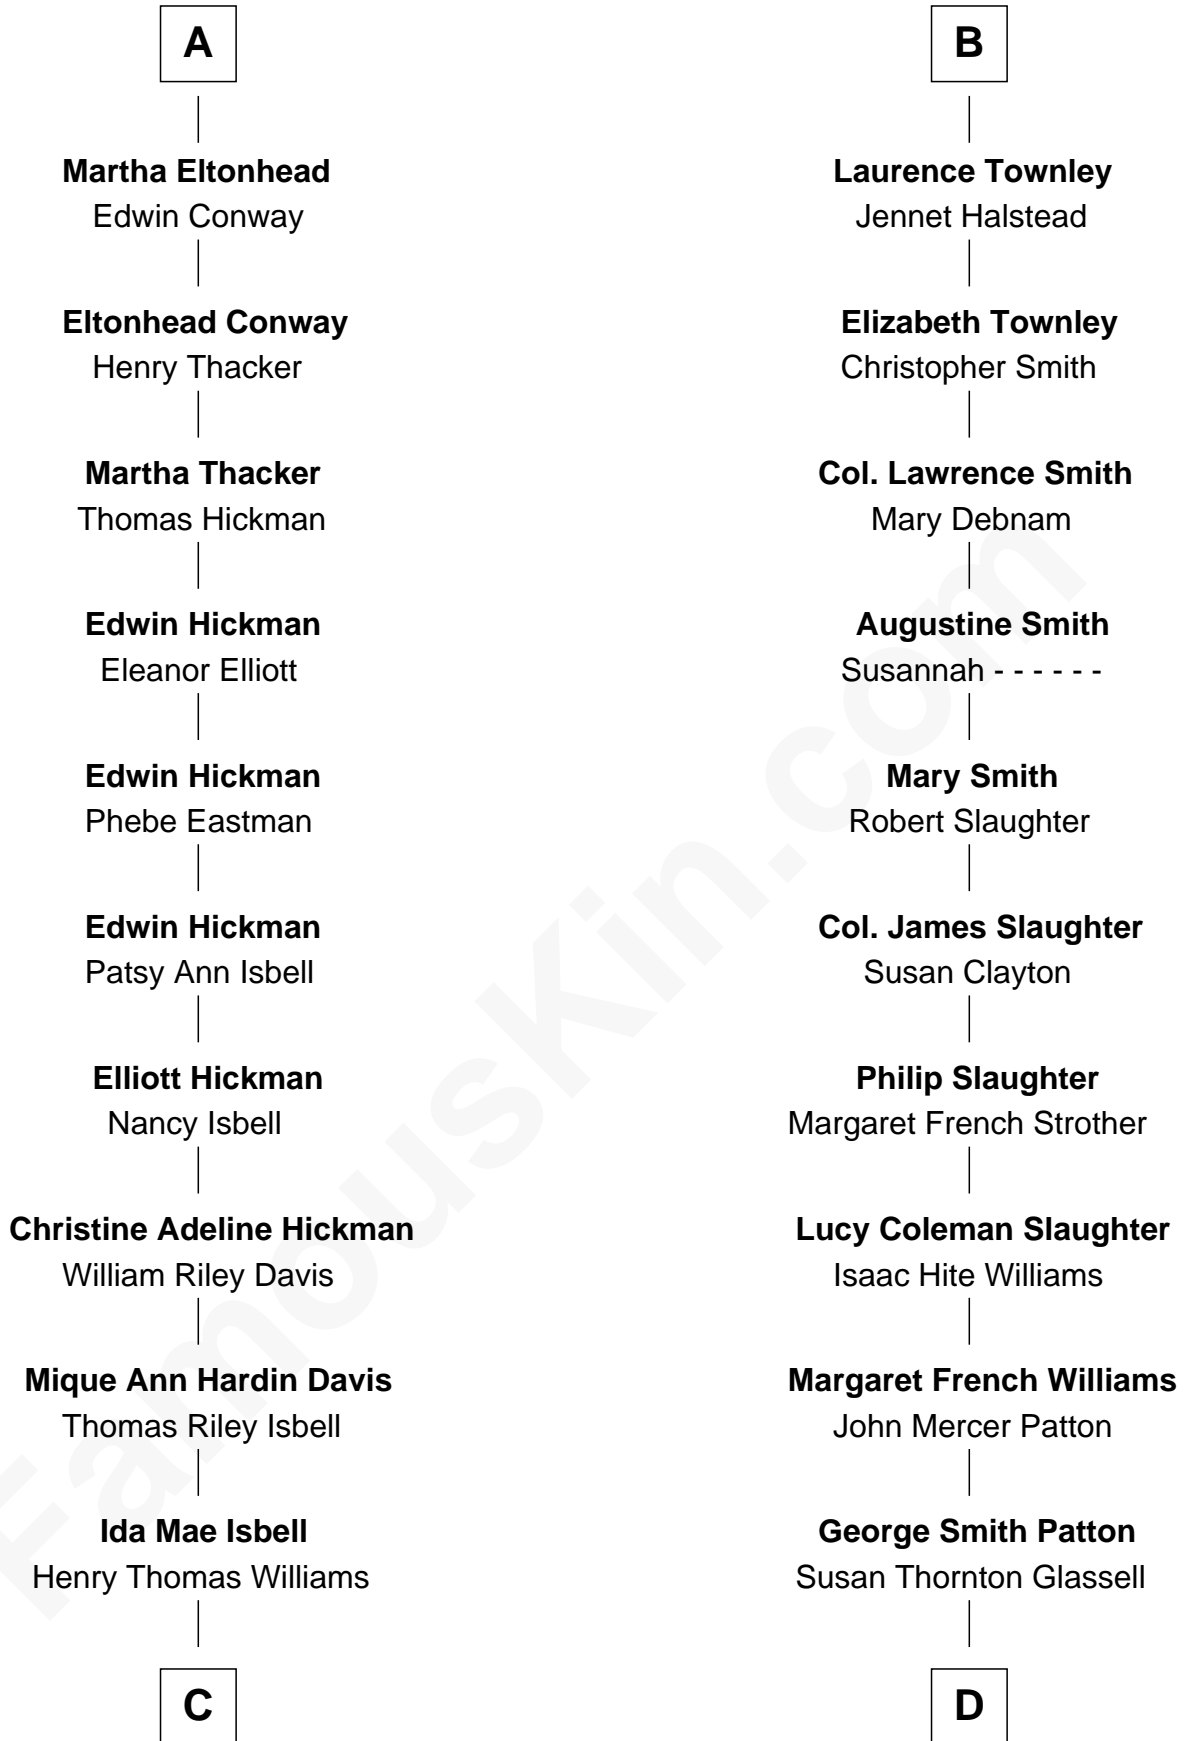 A
Martha Eltonhead
Edwin Conway
Eltonhead Conway
Henry Thacker
Martha Thacker
Thomas Hickman
Edwin Hickman
Eleanor Elliott
Edwin Hickman
Phebe Eastman
Edwin Hickman
Patsy Ann Isbell
Elliott Hickman
Nancy Isbell
Christine Adeline Hickman
William Riley Davis
Mique Ann Hardin Davis
Thomas Riley Isbell
Ida Mae Isbell
Henry Thomas Williams
C
B
Laurence Townley
Jennet Halstead
Elizabeth Townley
Christopher Smith
Col. Lawrence Smith
Mary Debnam
Augustine Smith
Susannah - - - - - -
Mary Smith
Robert Slaughter
Col. James Slaughter
Susan Clayton
Philip Slaughter
Margaret French Strother
Lucy Coleman Slaughter
Isaac Hite Williams
Margaret French Williams
John Mercer Patton
George Smith Patton
Susan Thornton Glassell
D
FamousKin.com